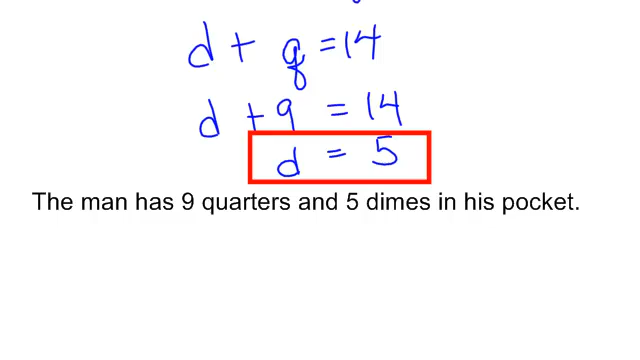 d + q = 14
d + 9 = 14
d = 5
The man has 9 quarters and 5 dimes in his pocket.